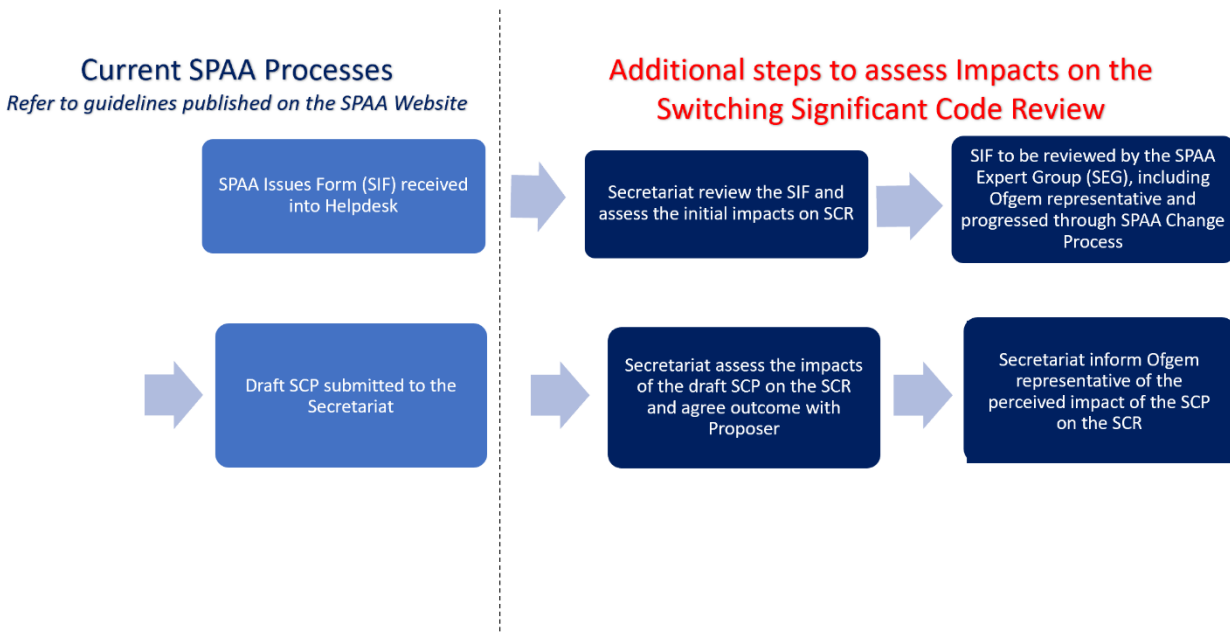 Current SPAA Processes
Refer to guidelines published on the SPAA Website
Additional steps to assess Impacts on the
Switching Significant Code Review
SPAA Issues Form (SIF) received
into Helpdesk
Secretariat review the SIF and
assess the initial impacts on SCR
SIF to be reviewed by the SPAA
Expert Group (SEG), including
Ofgem representative and
progressed through SPAA Change
Process
Draft SCP submitted to the
Secretariat
Secretariat assess the impacts
of the draft SCP on the SCR
and agree outcome with
Proposer
Secretariat inform Ofgem
representative of the
perceived impact of the SCP
on the SCR